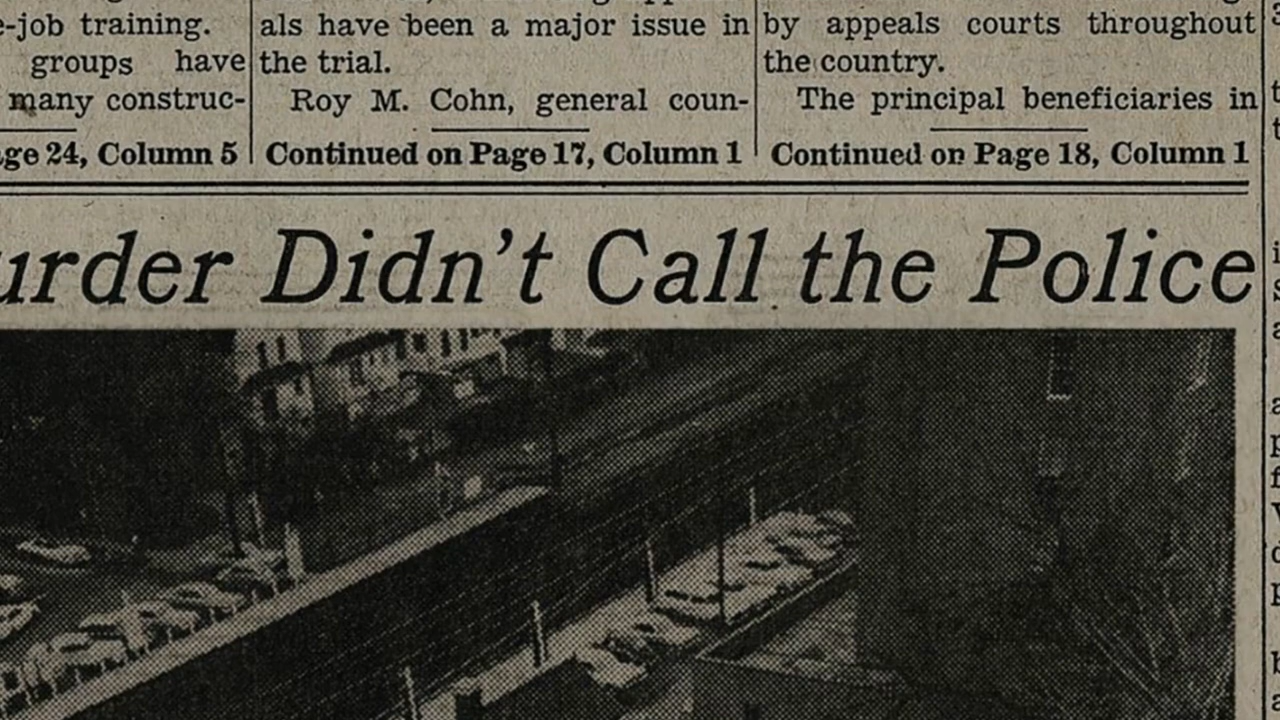 -job training.
groups have
many construc-
ge 24, Column 5
als have been a major issue in
the trial.
Roy M. Cohn, general coun-
Continued on Page 17, Column 1
by appeals courts throughout
the country.
The principal beneficiaries in
Continued on Page 18, Column 1
urder Didn't Call the Police